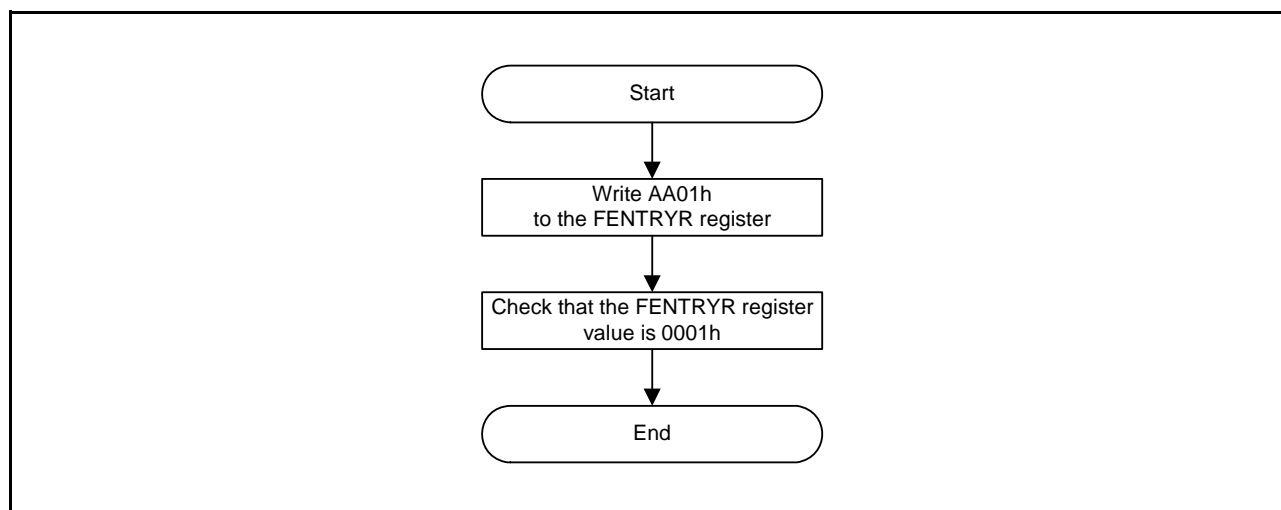 Start
Write AA01h
to the FENTRYR register
Check that the FENTRYR register
value is 0001h
End